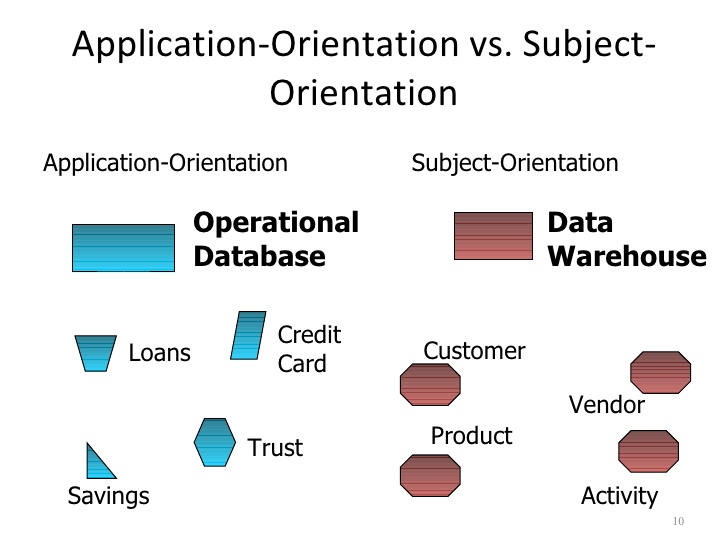 Application-Orientation vs. Subject-
Orientation
Application-Orientation
Subject-Orientation
Operational
Database
Data
Warehouse
Loans
Credit
Card
Customer
Vendor
Trust
Product
Savings
Activity
10